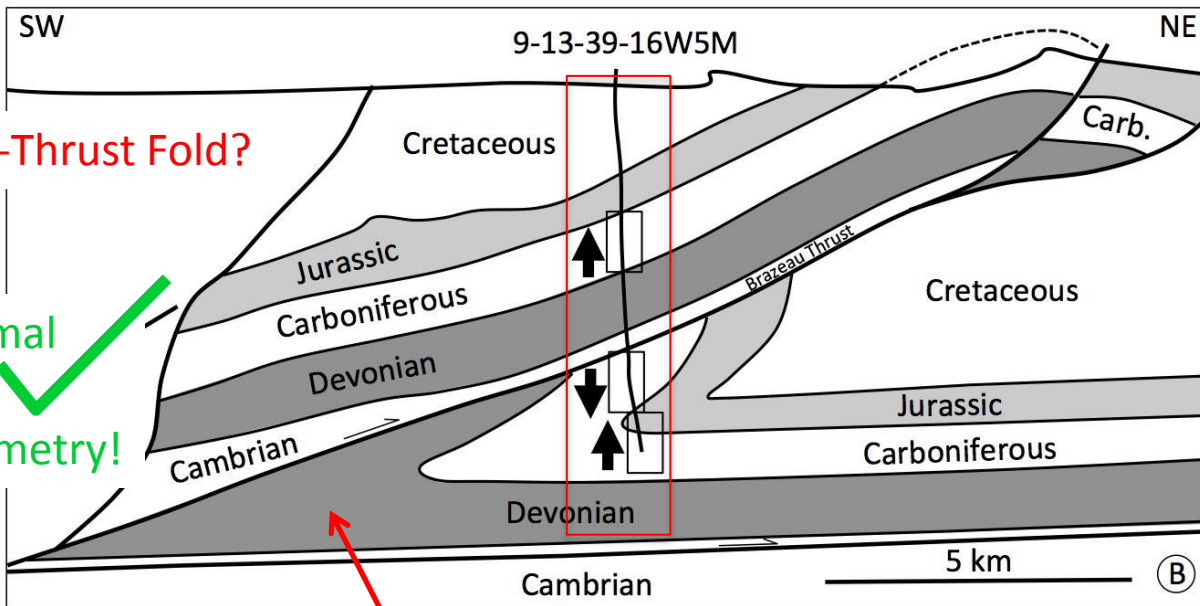 SW
NE
9-13-39-16W5M
-Thrust Fold?
Cretaceous
Carb.
Jurassic
Brazeau Thrust
Carboniferous
Cretaceous
mal
Devonian
Jurassic
metry!
Cambrian
Carboniferous
Devonian
5 km
B
Cambrian